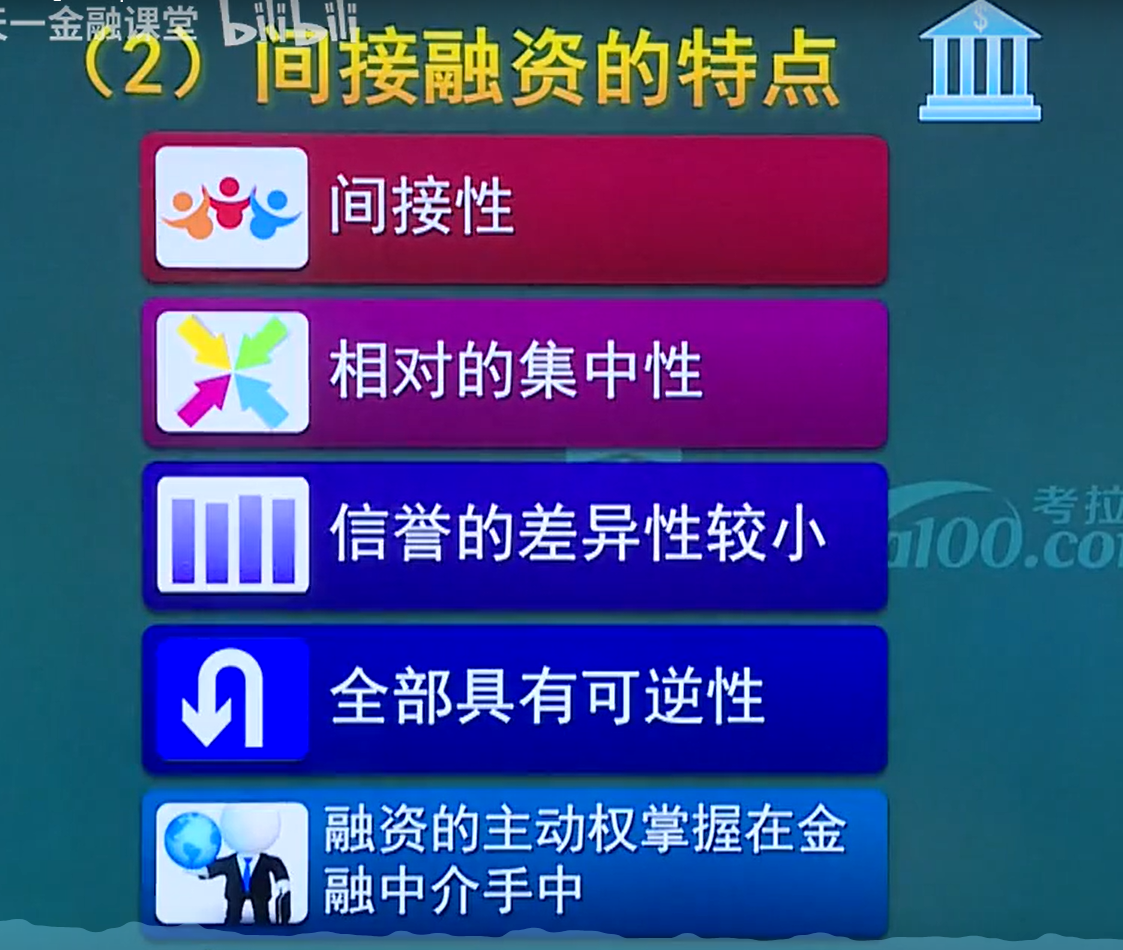 天一金融课堂 bilibili
（2）间接融资的特点
$
间接性
相对的集中性
信誉的差异性较小
考拉
a100.co
全部具有可逆性
融资的主动权掌握在金
融中介手中